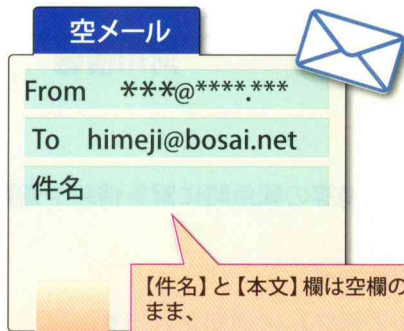 空メール
From ***@****.***
To himeji@bosai.net
件名
【件名】と【本文】欄は空欄の
まま、